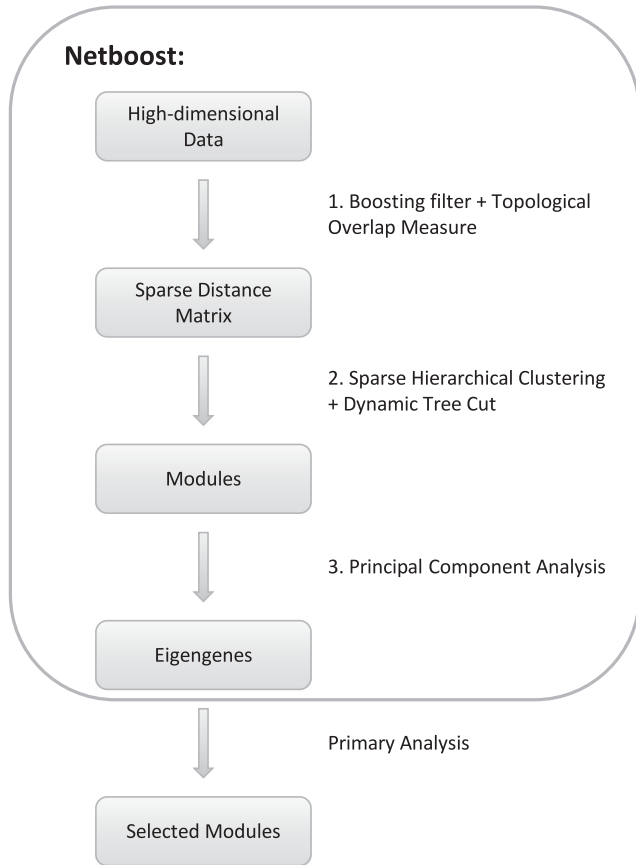 Netboost:
High-dimensional
Data
1. Boosting filter + Topological
Overlap Measure
Sparse Distance
Matrix
2. Sparse Hierarchical Clustering
+ Dynamic Tree Cut
Modules
3. Principal Component Analysis
Eigengenes
Primary Analysis
Selected Modules